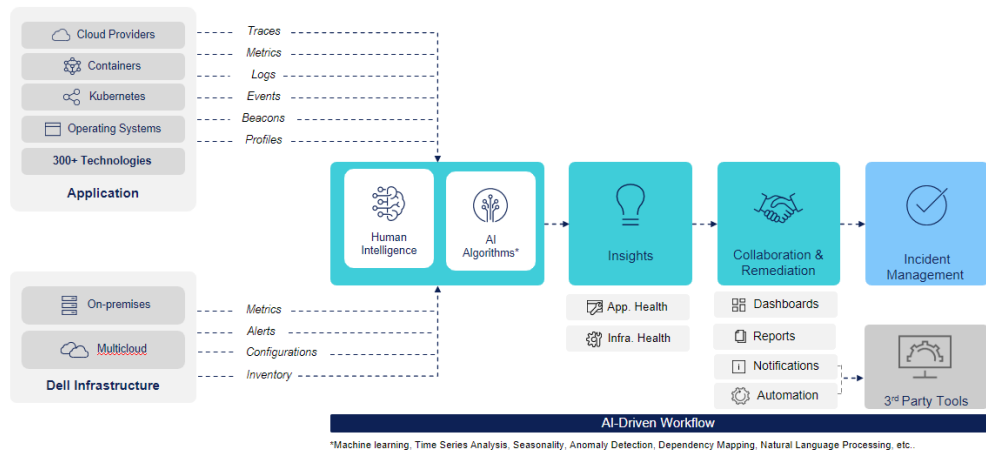 Cloud Providers
Containers
Kubernetes
Operating Systems
300+ Technologies
Application
Traces
Metrics
Logs
Events
Beacons
Profiles
Human
Intelligence
AI
Algorithms*
Insights
Collaboration &
Remediation
Incident
Management
App. Health
Infra. Health
Dashboards
Reports
Notifications
Automation
3rd Party Tools
On-premises
Multicloud
Dell Infrastructure
Metrics
Alerts
Configurations
Inventory
AI-Driven Workflow
*Machine learning, Time Series Analysis, Seasonality, Anomaly Detection, Dependency Mapping, Natural Language Processing, etc..